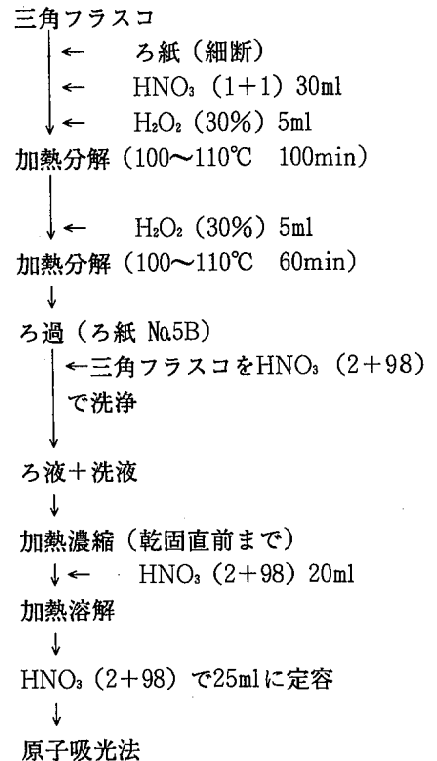 三角フラスコ
← ろ紙（細断）
← HNO₃（1＋1）30ml
← H₂O₂（30％）5ml
加熱分解（100〜110℃ 100min）
← H₂O₂（30％）5ml
加熱分解（100〜110℃ 60min）
↓
ろ過（ろ紙 №5B）
←三角フラスコをHNO₃（2＋98）
で洗浄
ろ液＋洗液
↓
加熱濃縮（乾固直前まで）
↓← HNO₃（2＋98）20ml
加熱溶解
↓
HNO₃（2＋98）で25mlに定容
↓
原子吸光法